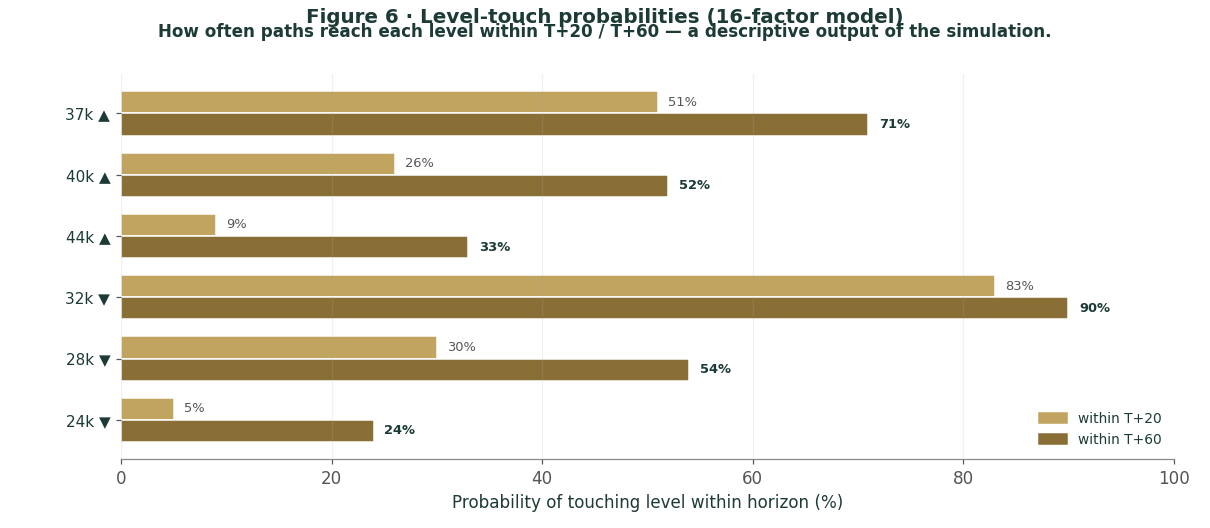 Figure 6 · Level-touch probabilities (16-factor model)
How often paths reach each level within T+20 / T+60 — a descriptive output of the simulation.
37k ▲
51%
71%
40k ▲
26%
52%
44k ▲
9%
33%
32k ▼
83%
90%
28k ▼
30%
54%
24k ▼
5%
24%
within T+20
within T+60
0 20 40 60 80 100
Probability of touching level within horizon (%)